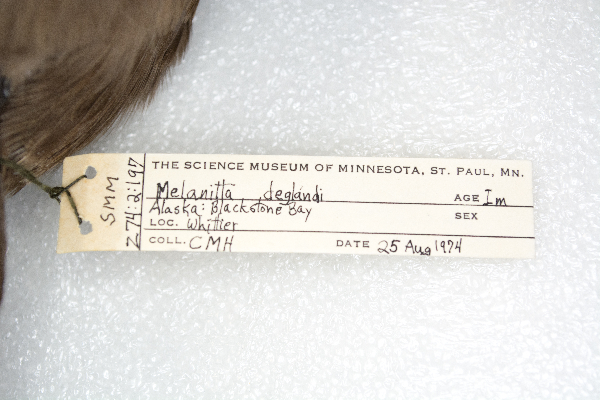 SMM
Z74:2:197
THE SCIENCE MUSEUM OF MINNESOTA, ST. PAUL, MN.
Melanitta deglandi AGE Im
Alaska: Blackstone Bay SEX
LOC. Whittier
COLL. CMH DATE 25 Aug 1974